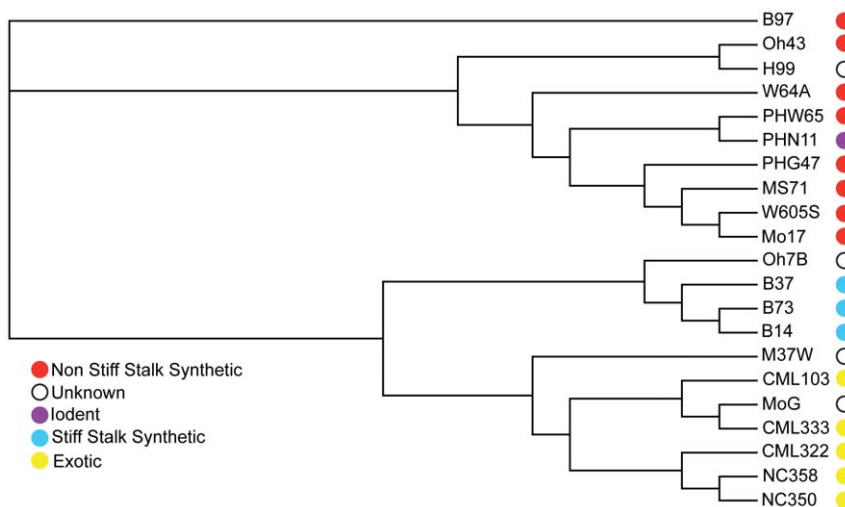 B97
Oh43
H99
W64A
PHW65
PHN11
PHG47
MS71
W605S
Mo17
Oh7B
B37
B73
B14
M37W
CML103
MoG
CML333
CML322
NC358
NC350
Non Stiff Stalk Synthetic
Unknown
Iodent
Stiff Stalk Synthetic
Exotic